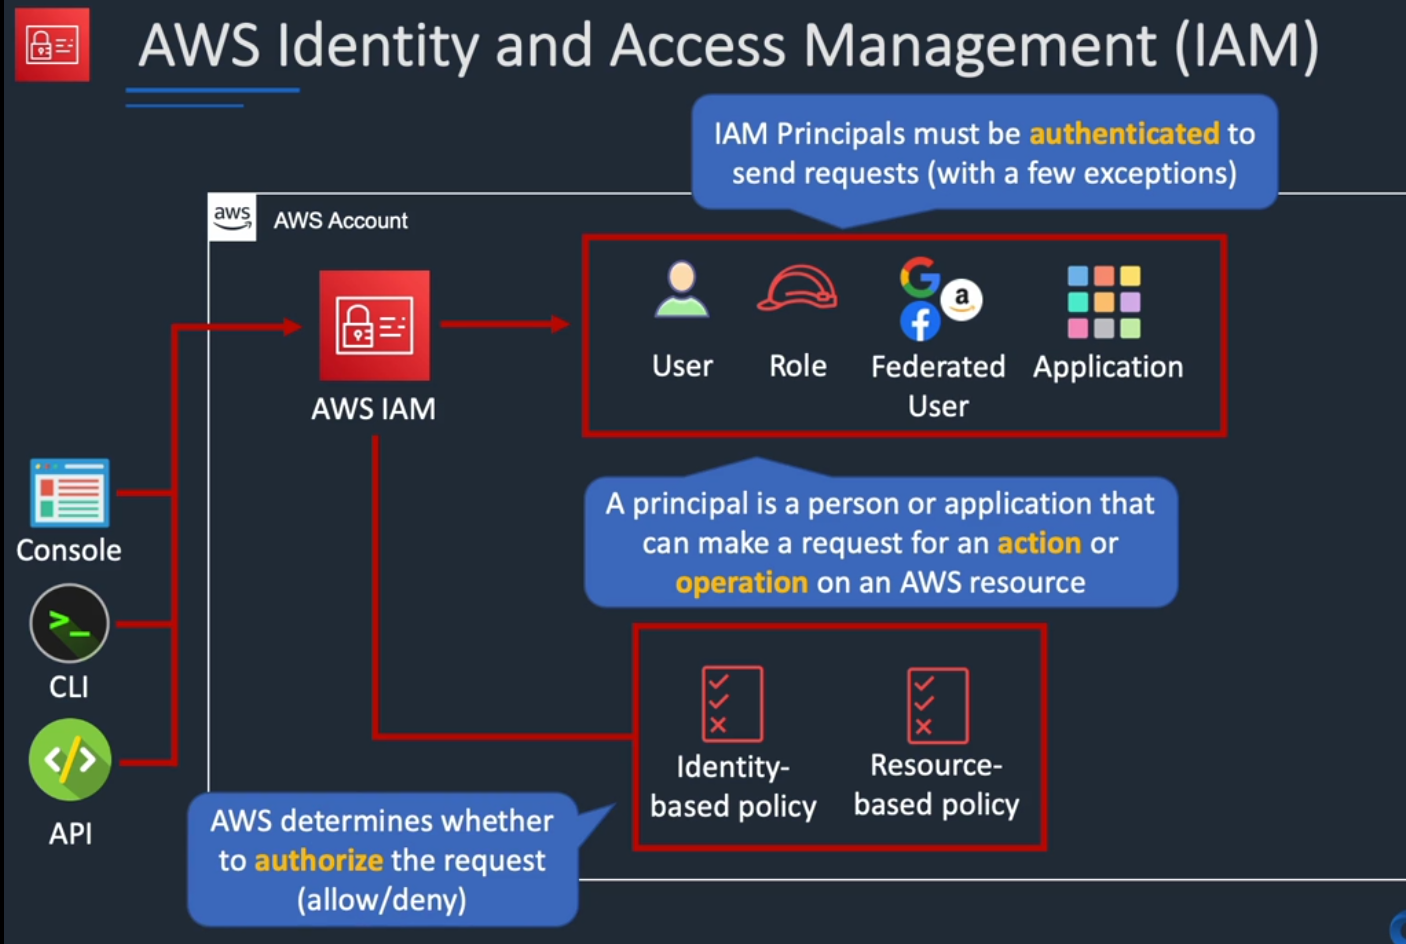 AWS Identity and Access Management (IAM)
IAM Principals must be authenticated to
send requests (with a few exceptions)
aws
AWS Account
a
User
Role
Federated
User
Application
AWS IAM
A principal is a person or application that
can make a request for an action or
operation on an AWS resource
Console
>_
CLI
</>
API
Identity-
based policy
Resource-
based policy
AWS determines whether
to authorize the request
(allow/deny)